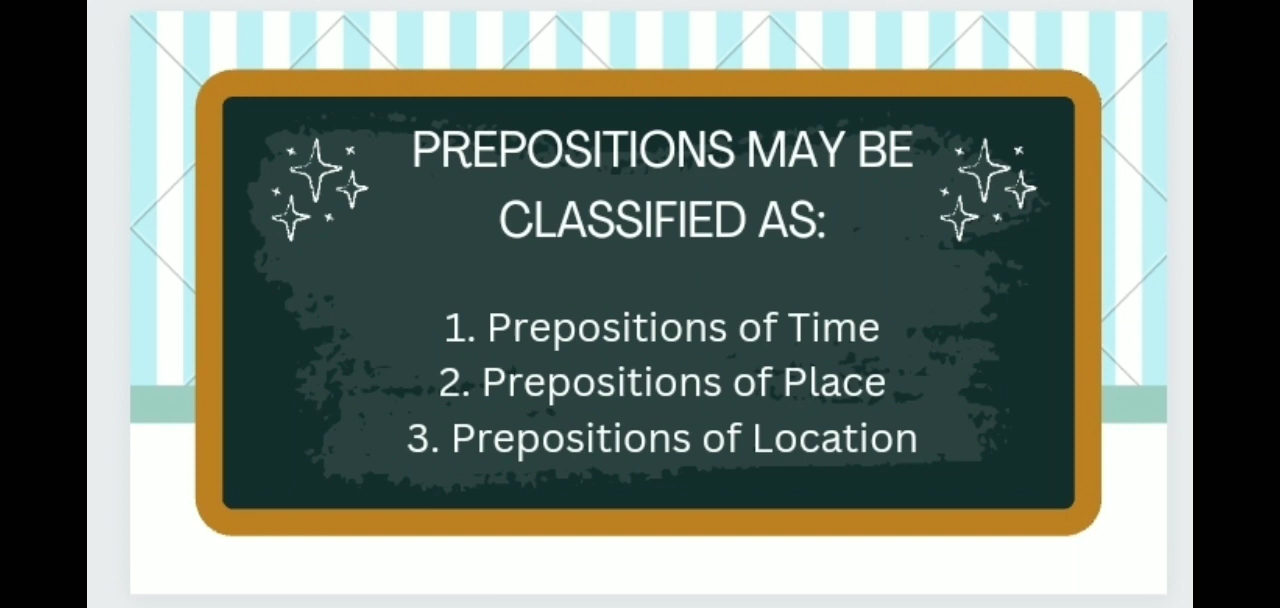 PREPOSITIONS MAY BE
CLASSIFIED AS:
1. Prepositions of Time
2. Prepositions of Place
3. Prepositions of Location